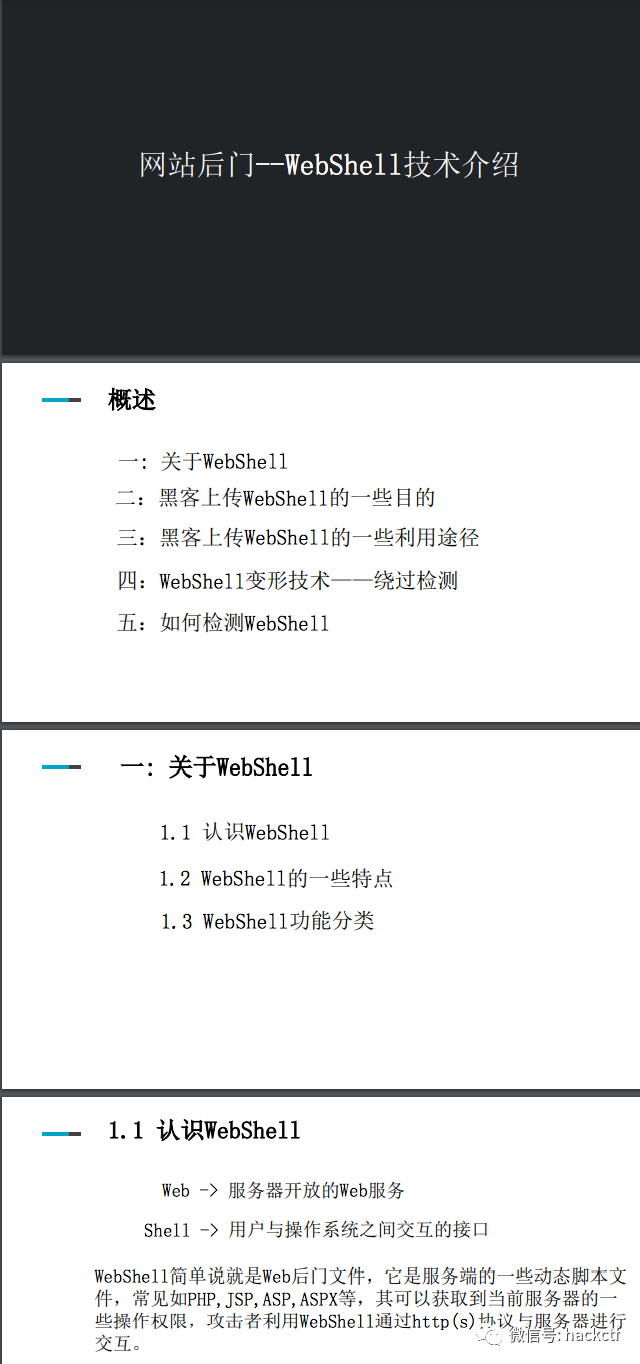 网站后门--WebShell技术介绍
概述
一: 关于WebShell
二：黑客上传WebShell的一些目的
三：黑客上传WebShell的一些利用途径
四：WebShell变形技术——绕过检测
五：如何检测WebShell
一: 关于WebShell
1.1 认识WebShell
1.2 WebShell的一些特点
1.3 WebShell功能分类
1.1 认识WebShell
Web -> 服务器开放的Web服务
Shell -> 用户与操作系统之间交互的接口
WebShell简单说就是Web后门文件，它是服务端的一些动态脚本文
件，常见如PHP,JSP,ASP,ASPX等，其可以获取到当前服务器的一
些操作权限，攻击者利用WebShell通过http(s)协议与服务器进行
交互。
微信号: hackctf